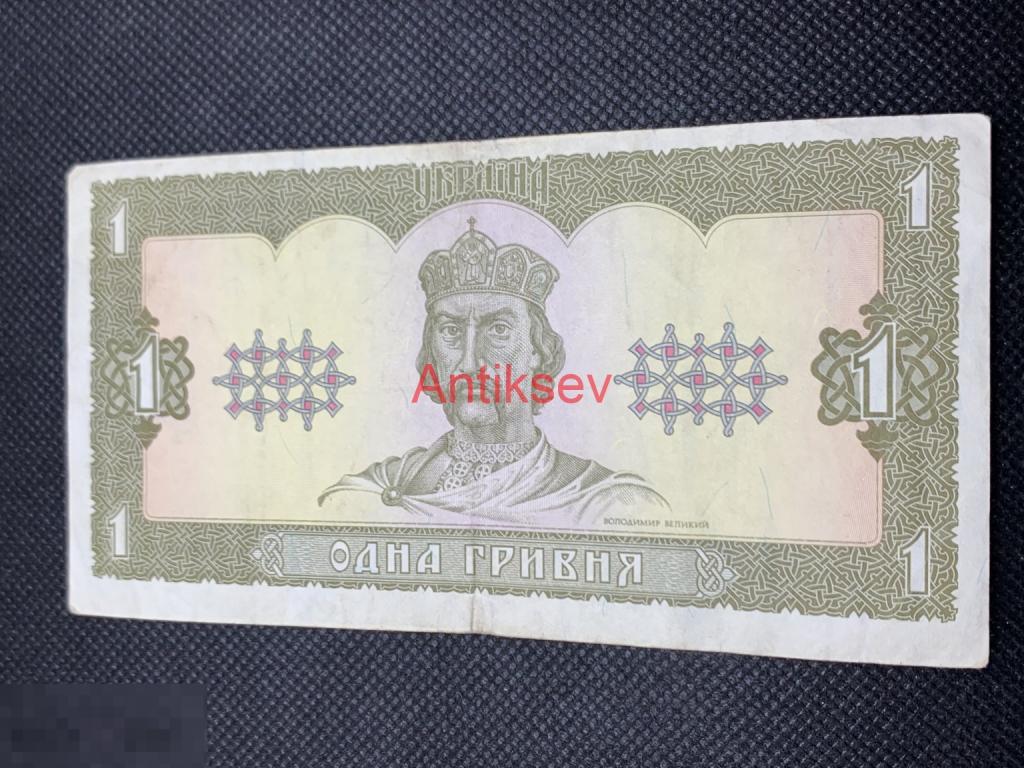 УКРАЇНА
1 1
1 1
Antiksev
ВОЛОДИМИР ВЕЛИКИЙ
1 1
ОДНА ГРИВНЯ